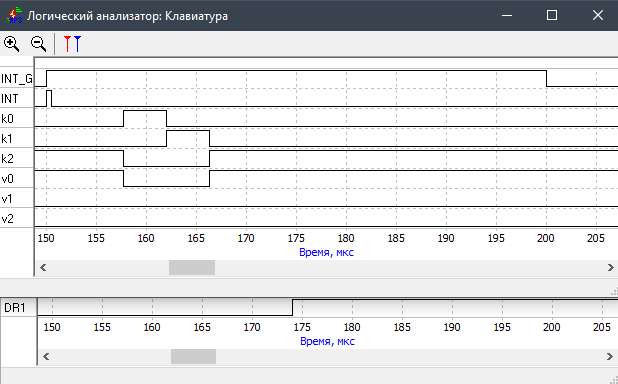 Логический анализатор: Клавиатура
INT_G
INT
k0
k1
k2
v0
v1
v2
150 155 160 165 170 175 180 185 190 195 200 205
Время, мкс
DR1
150 155 160 165 170 175 180 185 190 195 200 205
Время, мкс